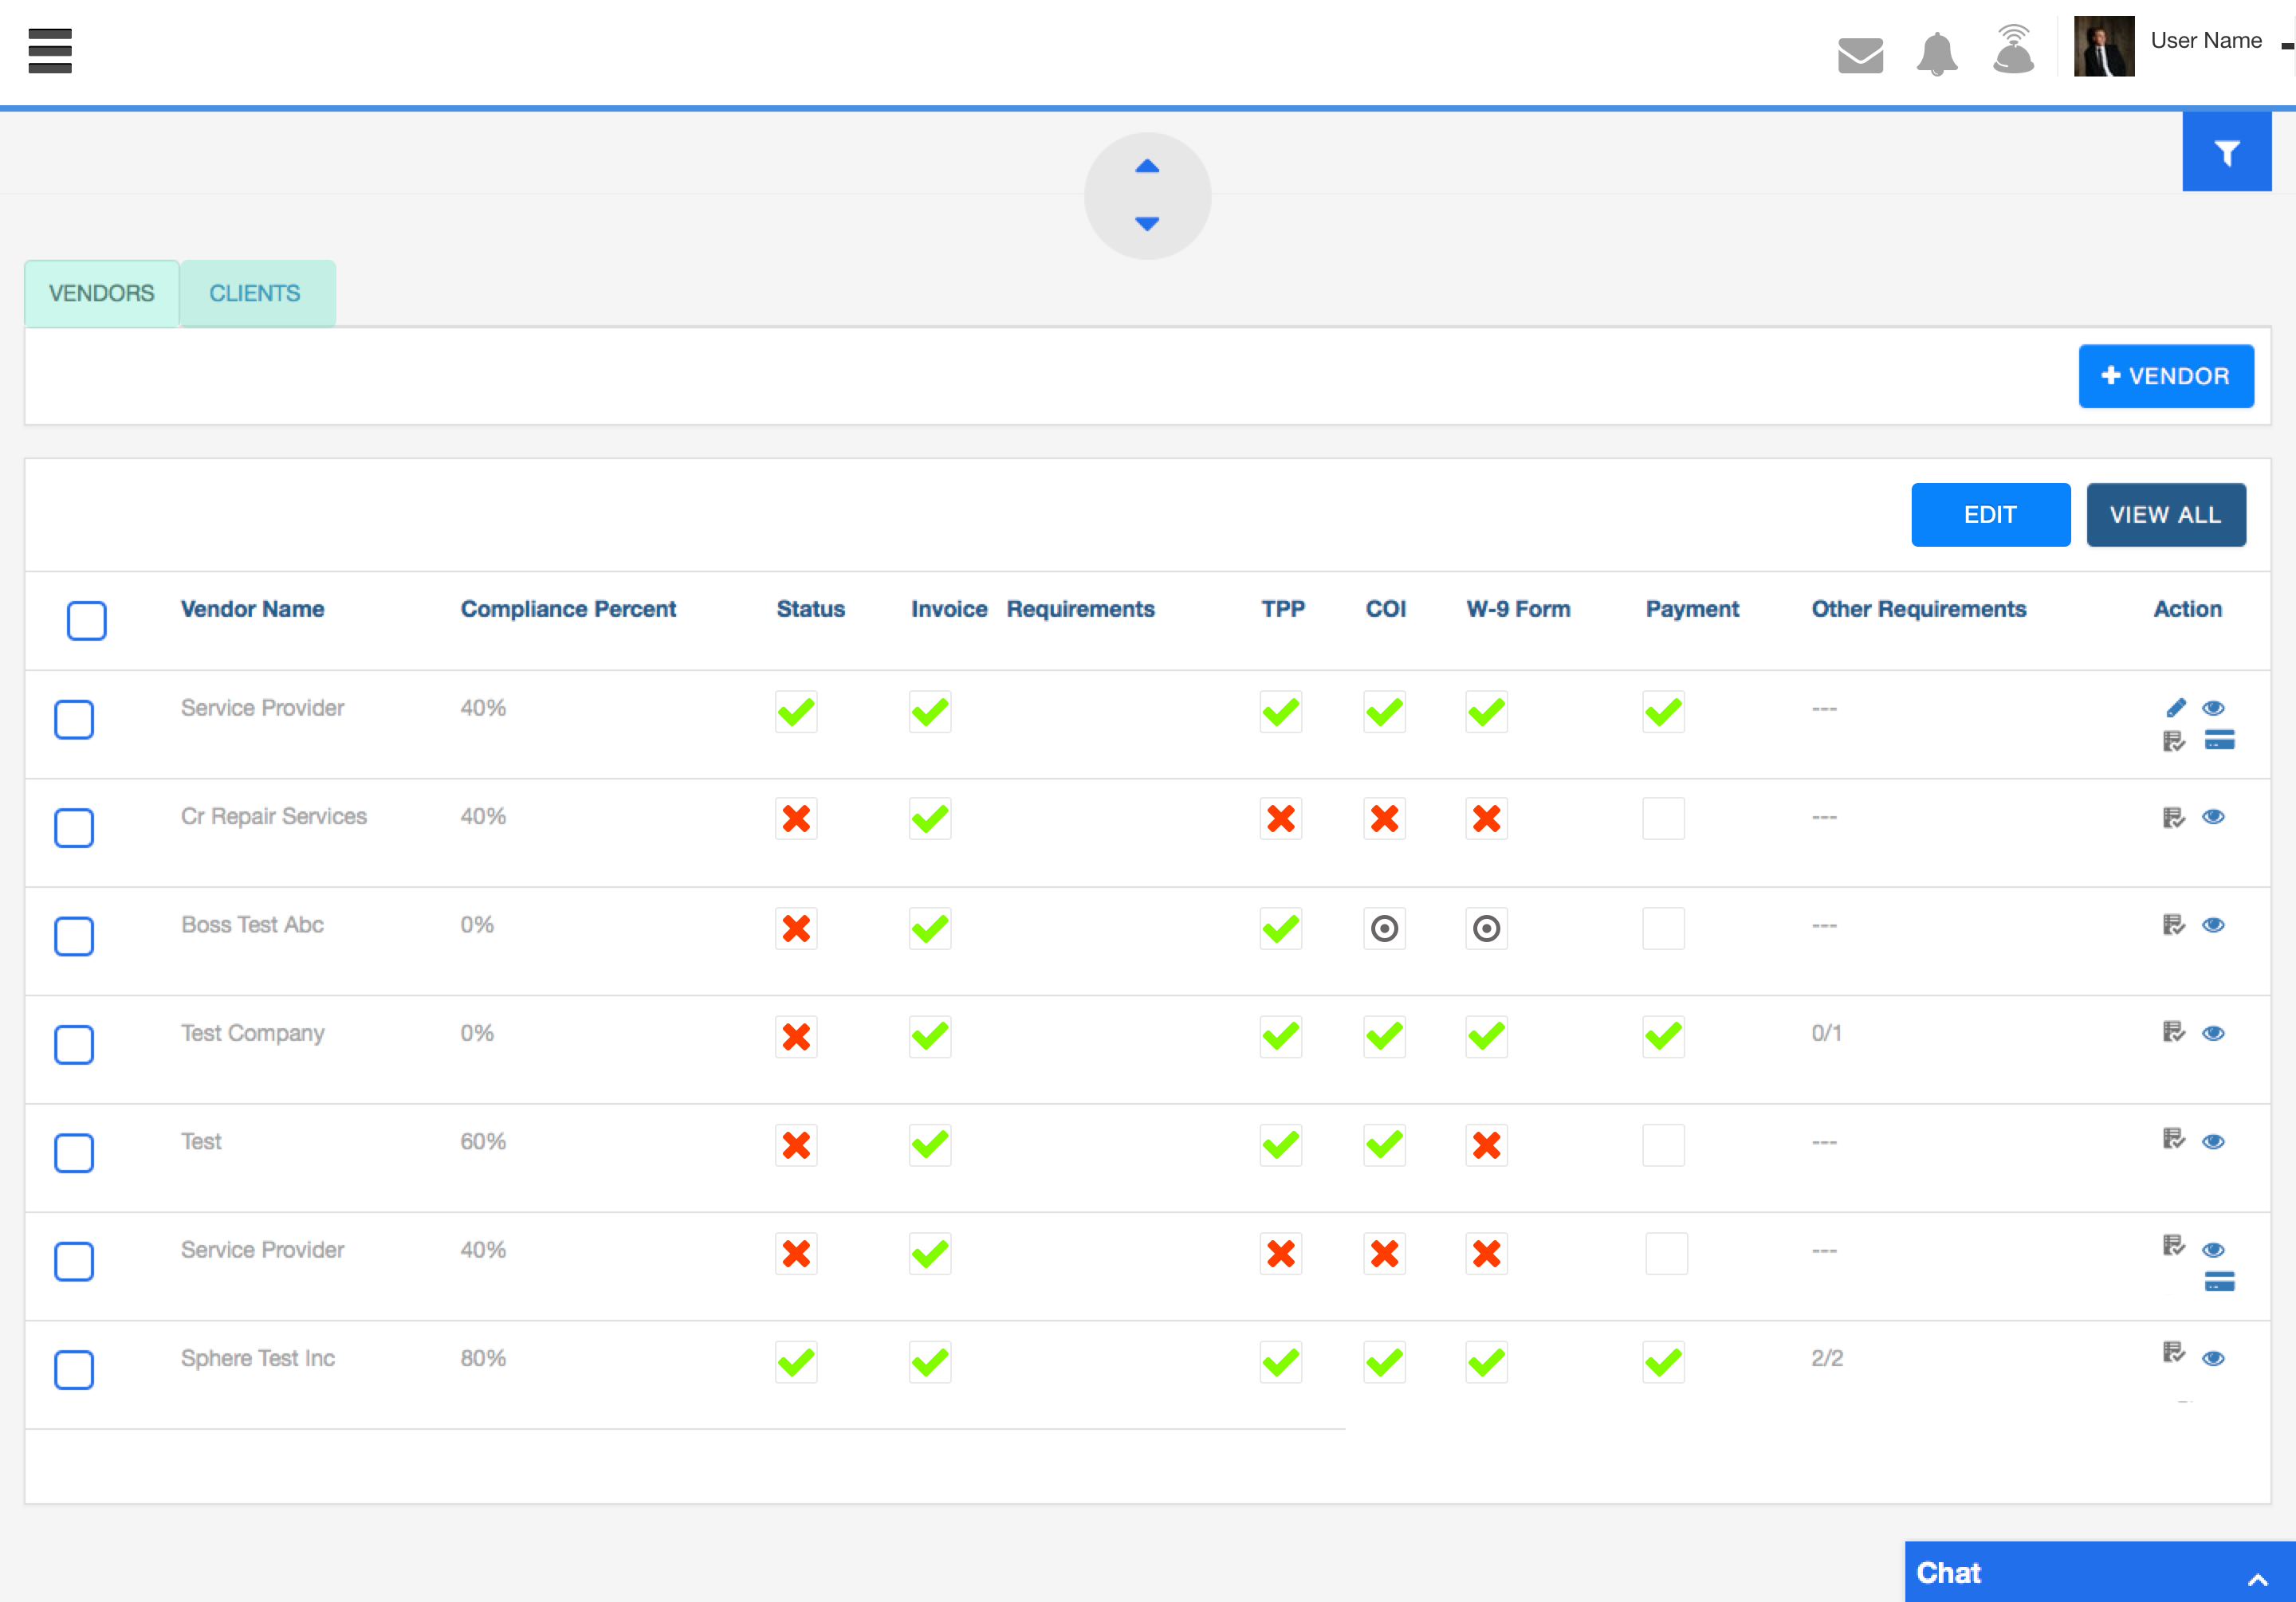 User Name
VENDORS CLIENTS
VENDOR
EDIT VIEW ALL
Vendor Name Compliance Percent Status Invoice Requirements TPP COI W-9 Form Payment Other Requirements Action
Service Provider 40% ---
Cr Repair Services 40% ---
Boss Test Abc 0% ---
Test Company 0% 0/1
Test 60% ---
Service Provider 40% ---
Sphere Test Inc 80% 2/2
Chat